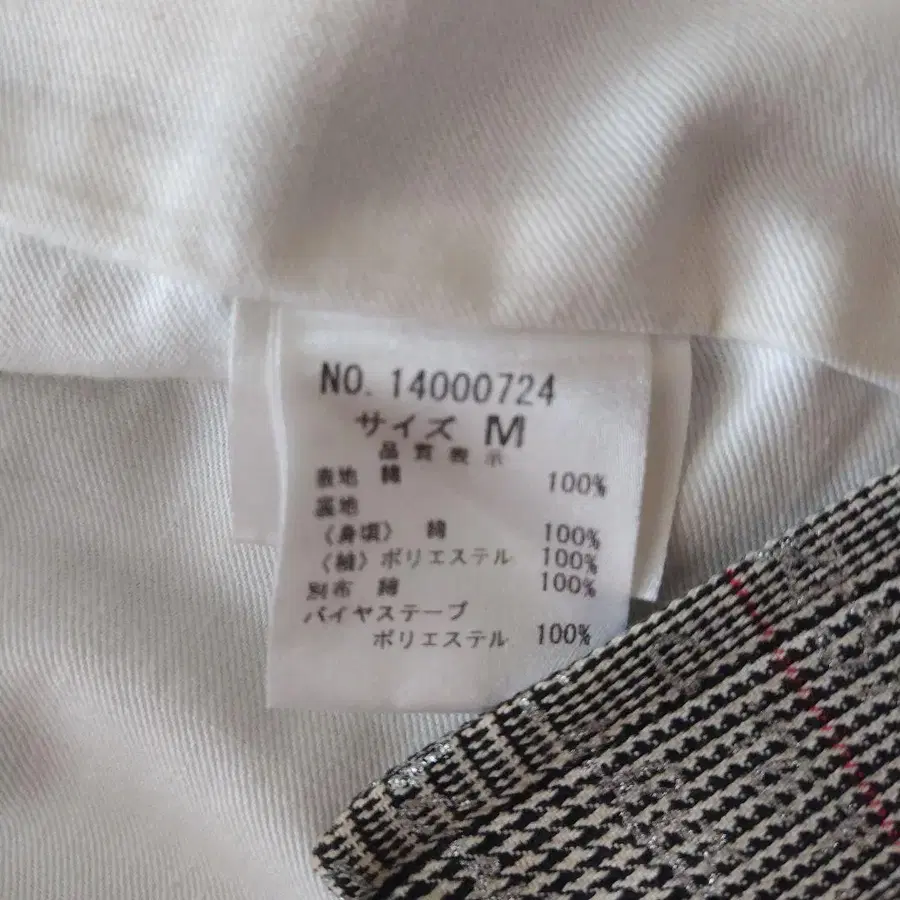 NO. 14000724
サイズ M
品質表示
表地 綿 100%
裏地
〈身頃〉 綿 100%
〈袖〉ポリエステル 100%
別布 綿 100%
バイヤステープ
ポリエステル 100%